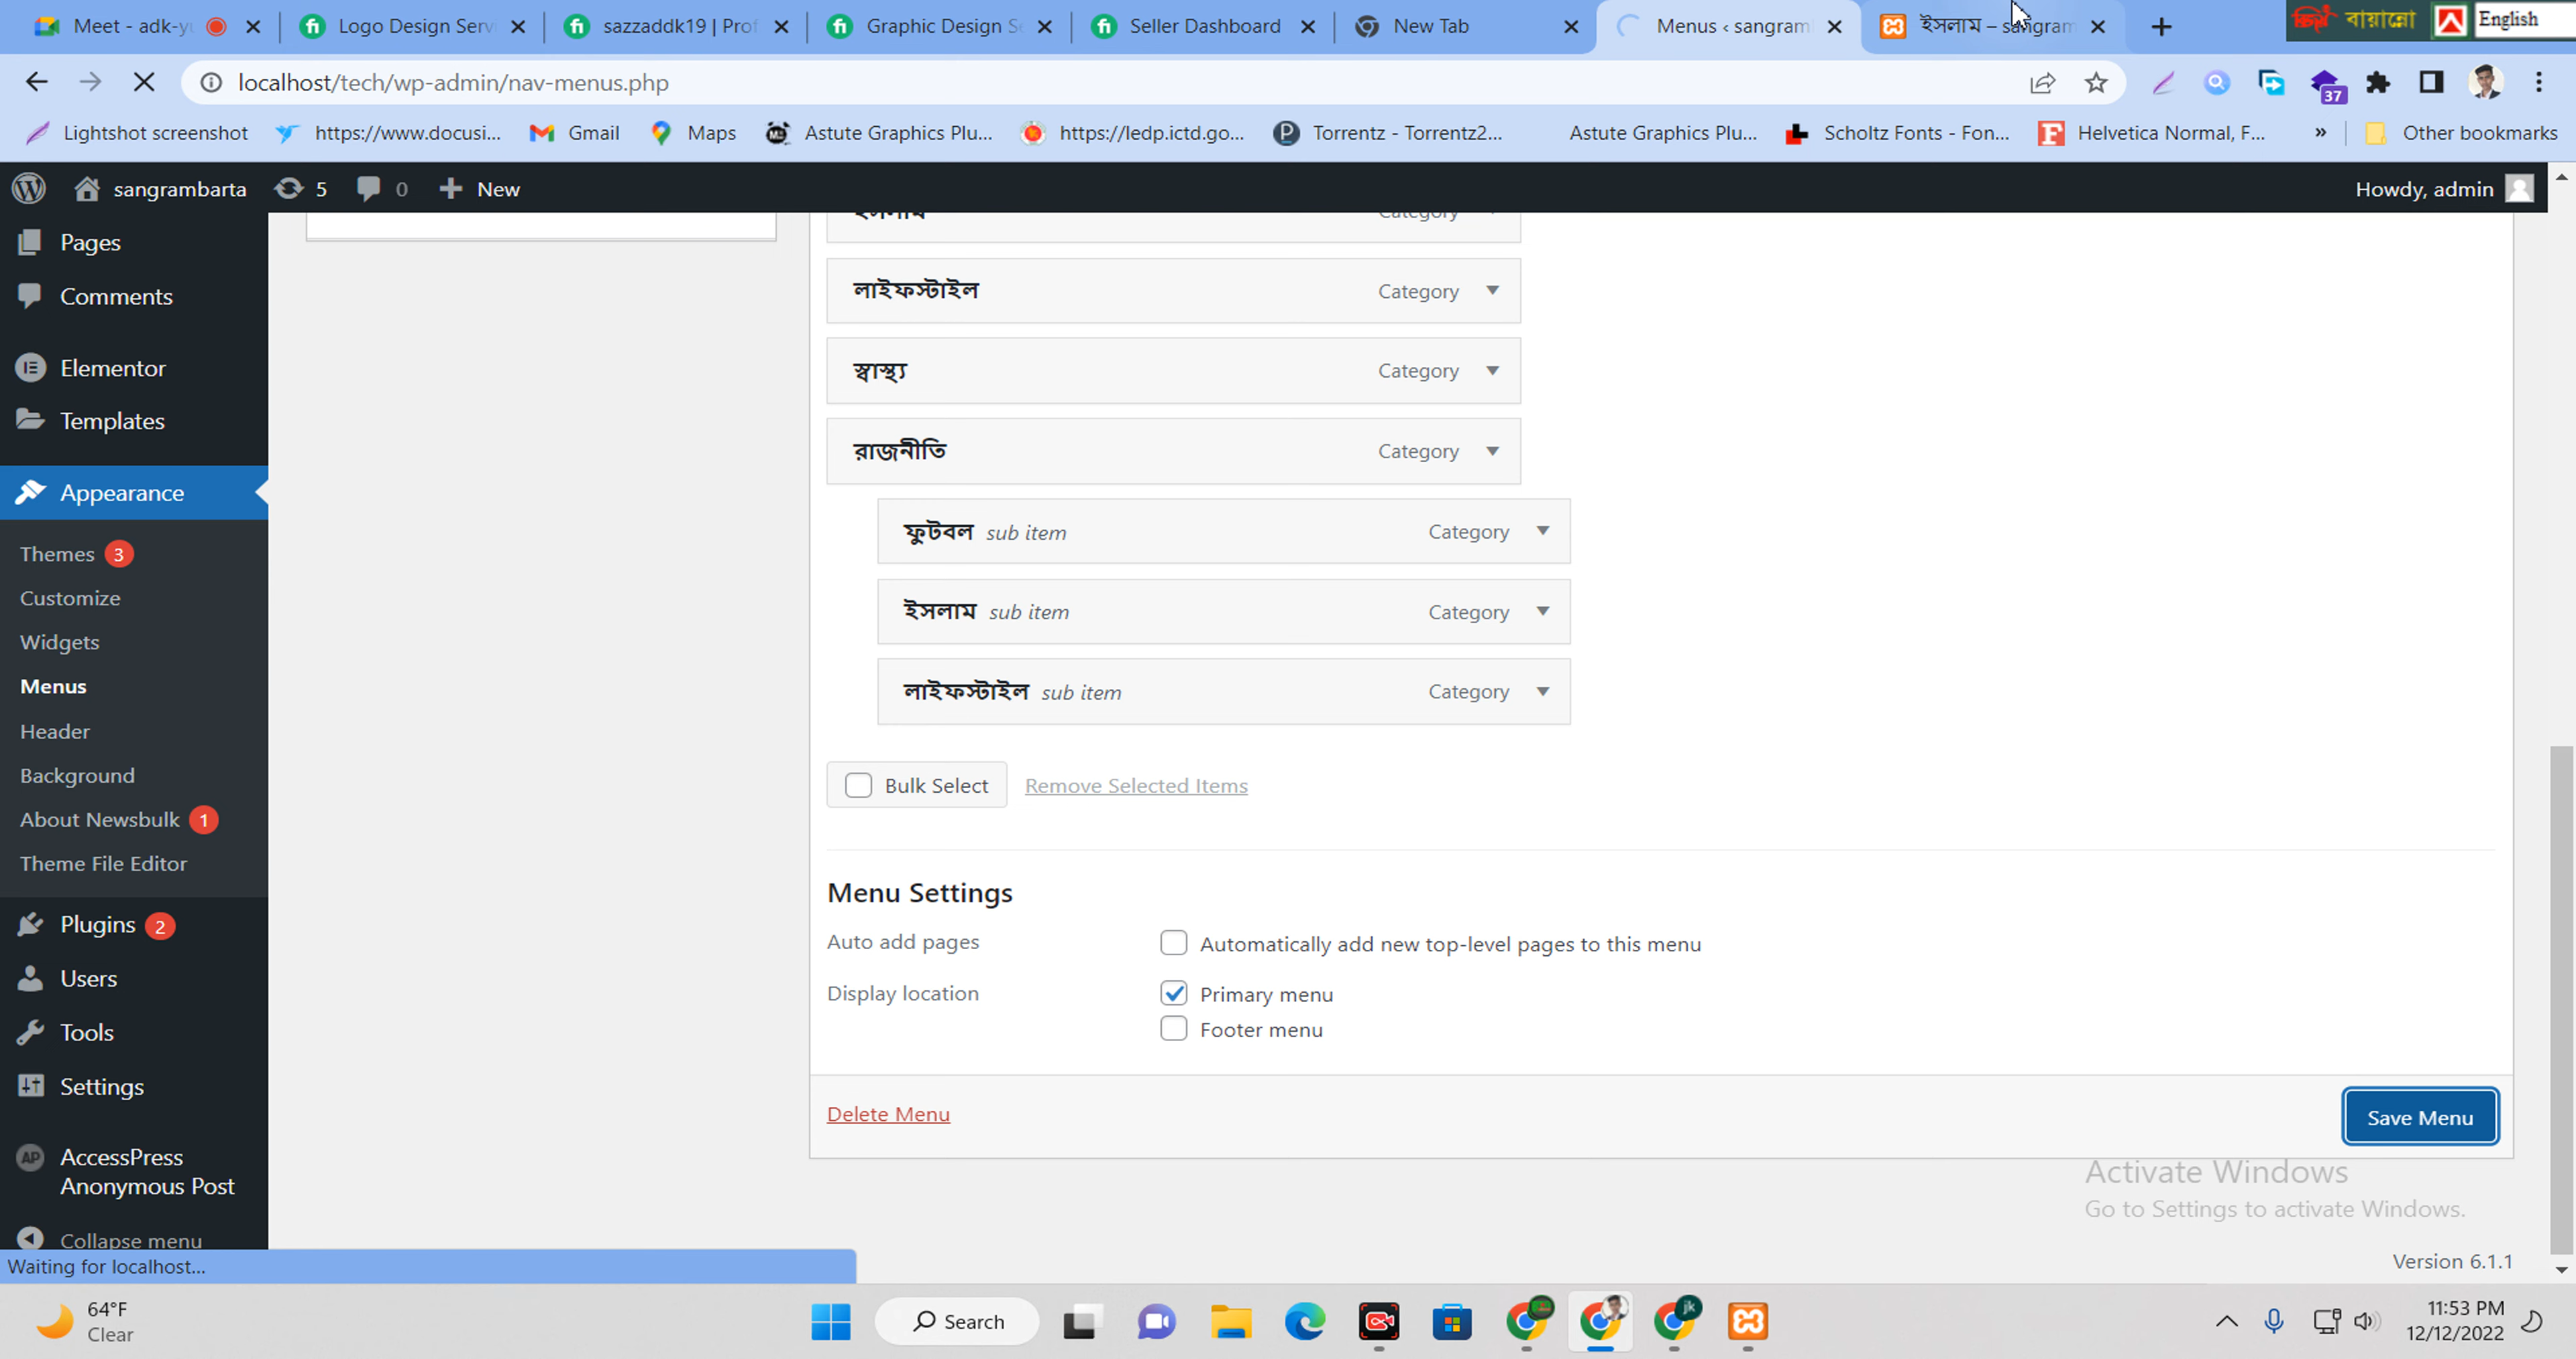 Meet - adk-yu
Logo Design Serv
sazzaddk19 | Prof
Graphic Design Se
Seller Dashboard
New Tab
Menus ‹ sangram
ইসলাম – sangram
বায়ান্নো
English
localhost/tech/wp-admin/nav-menus.php
37
Lightshot screenshot
https://www.docusi...
Gmail
Maps
Astute Graphics Plu...
https://ledp.ictd.go...
Torrentz - Torrentz2...
Astute Graphics Plu...
Scholtz Fonts - Fon...
Helvetica Normal, F...
»
Other bookmarks
sangrambarta
5
0
New
Howdy, admin
Pages
Comments
Elementor
Templates
Appearance
Themes 3
Customize
Widgets
Menus
Header
Background
About Newsbulk 1
Theme File Editor
Plugins 2
Users
Tools
Settings
AccessPress
Anonymous Post
Collapse menu
ইসলাম Category
লাইফস্টাইল Category
স্বাস্থ্য Category
রাজনীতি Category
ফুটবল sub item Category
ইসলাম sub item Category
লাইফস্টাইল sub item Category
Bulk Select Remove Selected Items
Menu Settings
Auto add pages Automatically add new top-level pages to this menu
Display location Primary menu
Footer menu
Delete Menu
Save Menu
Activate Windows
Go to Settings to activate Windows.
Version 6.1.1
Waiting for localhost...
64°F
Clear
Search
jk
11:53 PM
12/12/2022